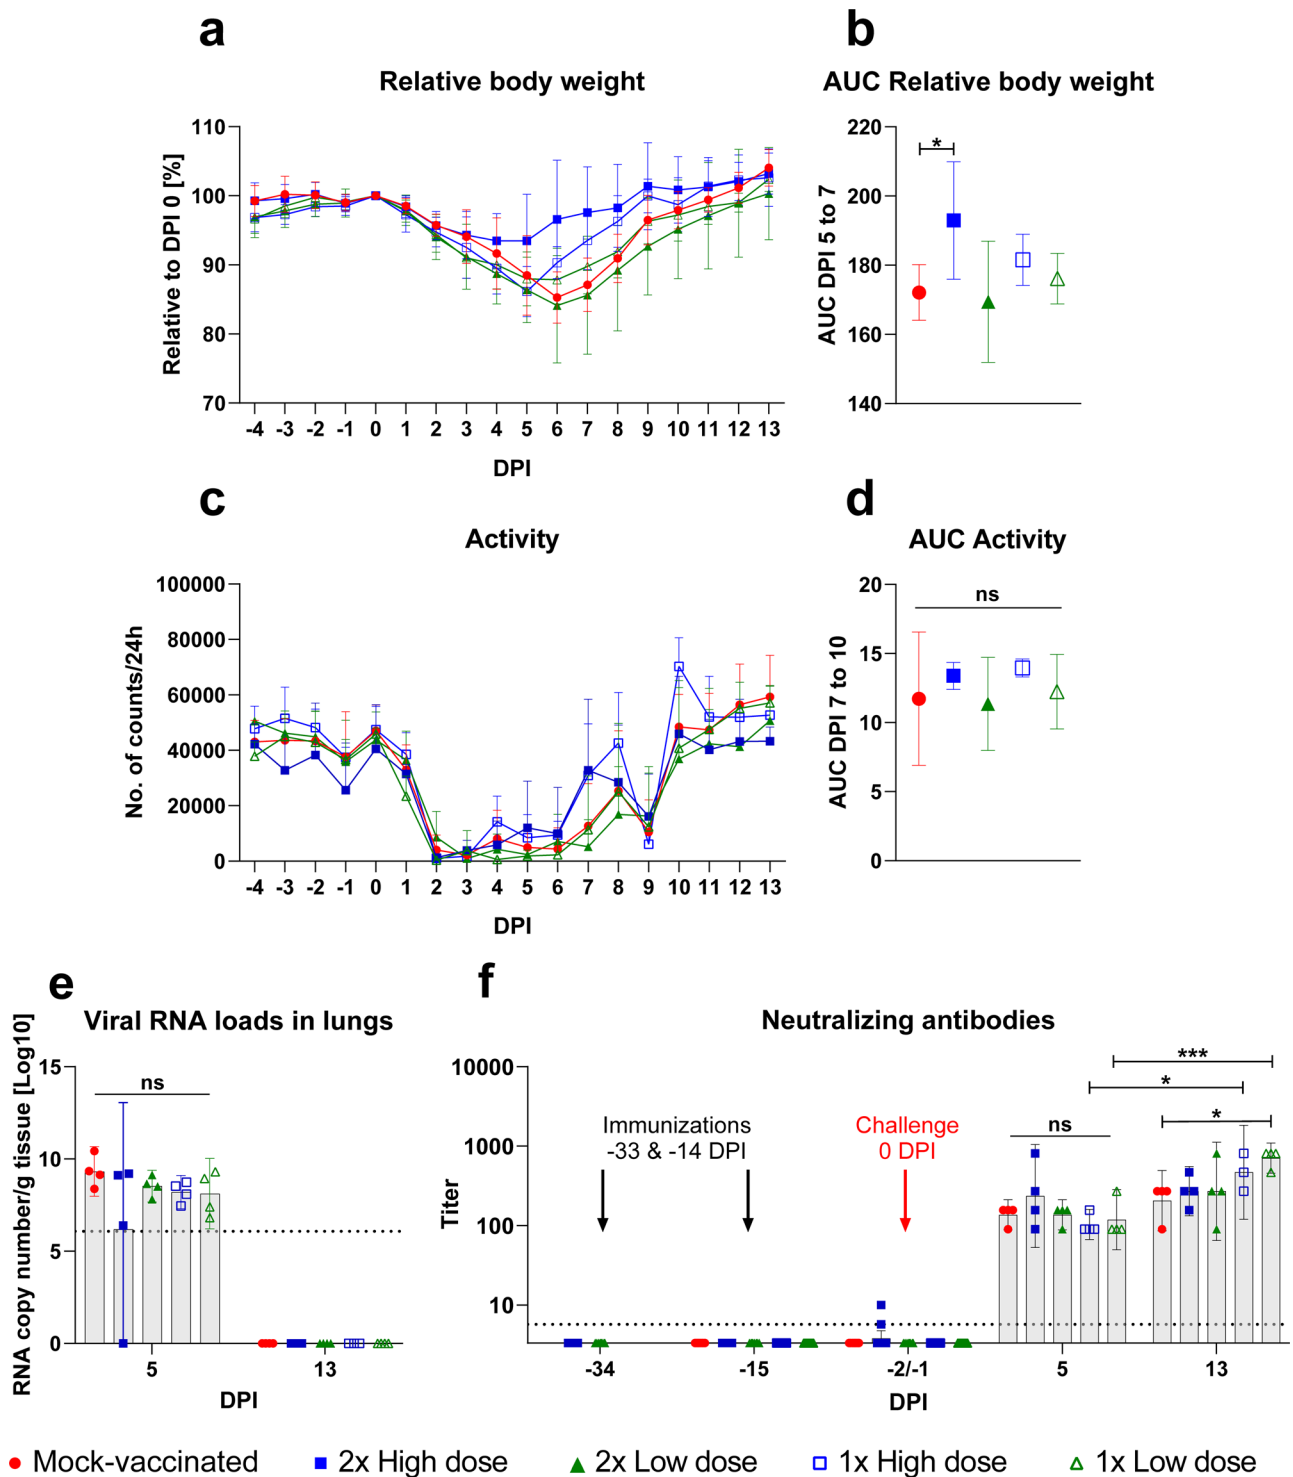 a
Relative body weight
Relative to DPI 0 [%]
110
100
90
80
70
-4 -3 -2 -1 0 1 2 3 4 5 6 7 8 9 10 11 12 13
DPI
b
AUC Relative body weight
AUC DPI 5 to 7
220
200
180
160
140
*
c
Activity
No. of counts/24h
100000
80000
60000
40000
20000
0
-4 -3 -2 -1 0 1 2 3 4 5 6 7 8 9 10 11 12 13
DPI
d
AUC Activity
AUC DPI 7 to 10
20
15
10
5
0
ns
e
Viral RNA loads in lungs
RNA copy number/g tissue [Log10]
15
10
5
0
ns
5 13
DPI
f
Neutralizing antibodies
Titer
10000
1000
100
10
Immunizations
-33 & -14 DPI
Challenge
0 DPI
ns
***
*
*
-34 -15 -2/-1 5 13
DPI
Mock-vaccinated 2x High dose 2x Low dose 1x High dose 1x Low dose